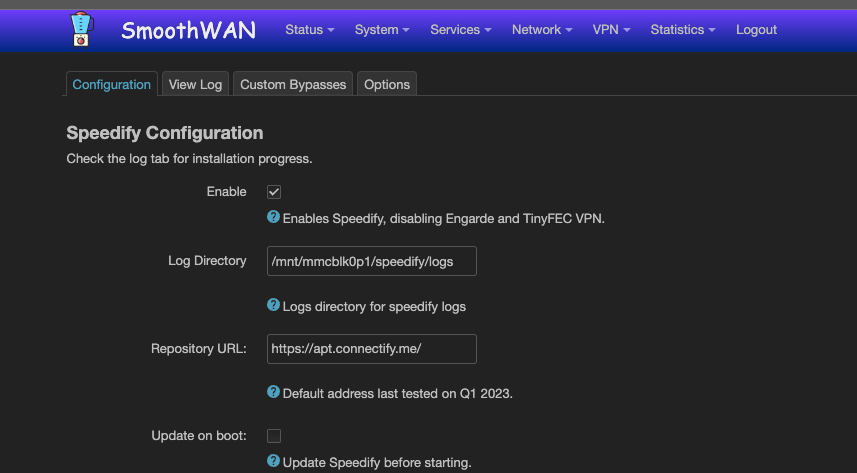 SmoothWAN Status System Services Network VPN Statistics Logout
Configuration View Log Custom Bypasses Options
Speedify Configuration
Check the log tab for installation progress.
Enable
Enables Speedify, disabling Engarde and TinyFEC VPN.
Log Directory /mnt/mmcblk0p1/speedify/logs
Logs directory for speedify logs
Repository URL: https://apt.connectify.me/
Default address last tested on Q1 2023.
Update on boot:
Update Speedify before starting.